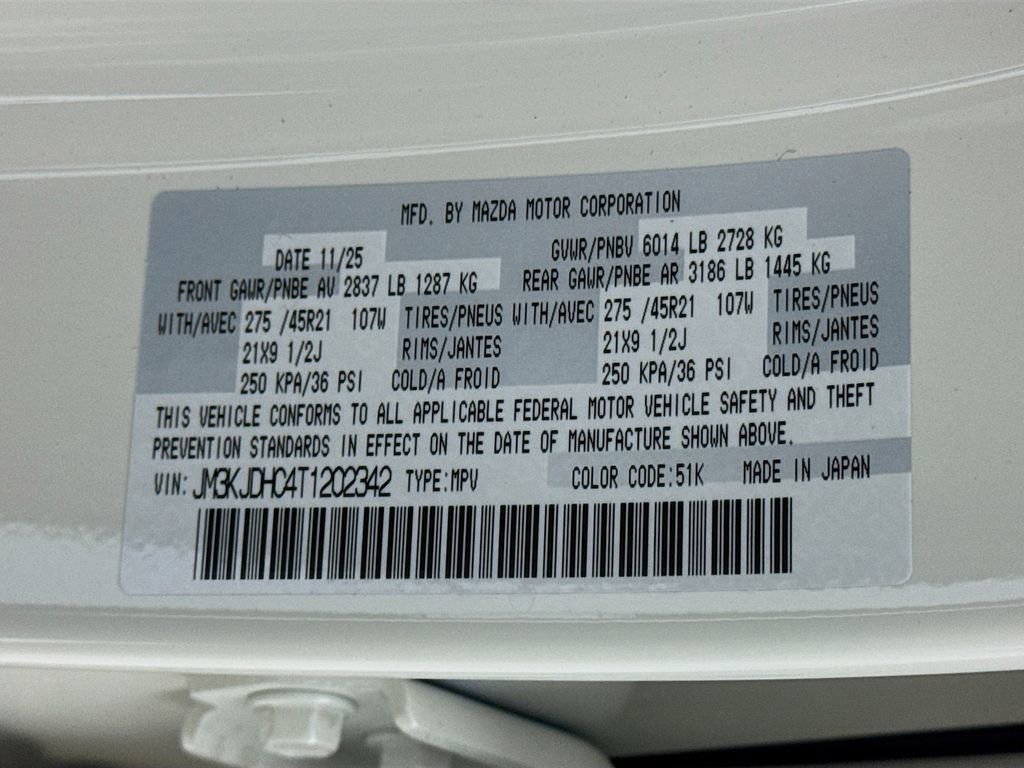 MFD. BY MAZDA MOTOR CORPORATION
DATE 11/25 GVWR/PNBV 6014 LB 2728 KG
FRONT GAWR/PNBE AV 2837 LB 1287 KG REAR GAWR/PNBE AR 3186 LB 1445 KG
WITH/AVEC 275 /45R21 107W TIRES/PNEUS WITH/AVEC 275 /45R21 107W TIRES/PNEUS
21X9 1/2J RIMS/JANTES 21X9 1/2J RIMS/JANTES
250 KPA/36 PSI COLD/A FROID 250 KPA/36 PSI COLD/A FROID
THIS VEHICLE CONFORMS TO ALL APPLICABLE FEDERAL MOTOR VEHICLE SAFETY AND THEFT
PREVENTION STANDARDS IN EFFECT ON THE DATE OF MANUFACTURE SHOWN ABOVE.
VIN: JM3KJDHC4T1202342 TYPE:MPV COLOR CODE:51K MADE IN JAPAN